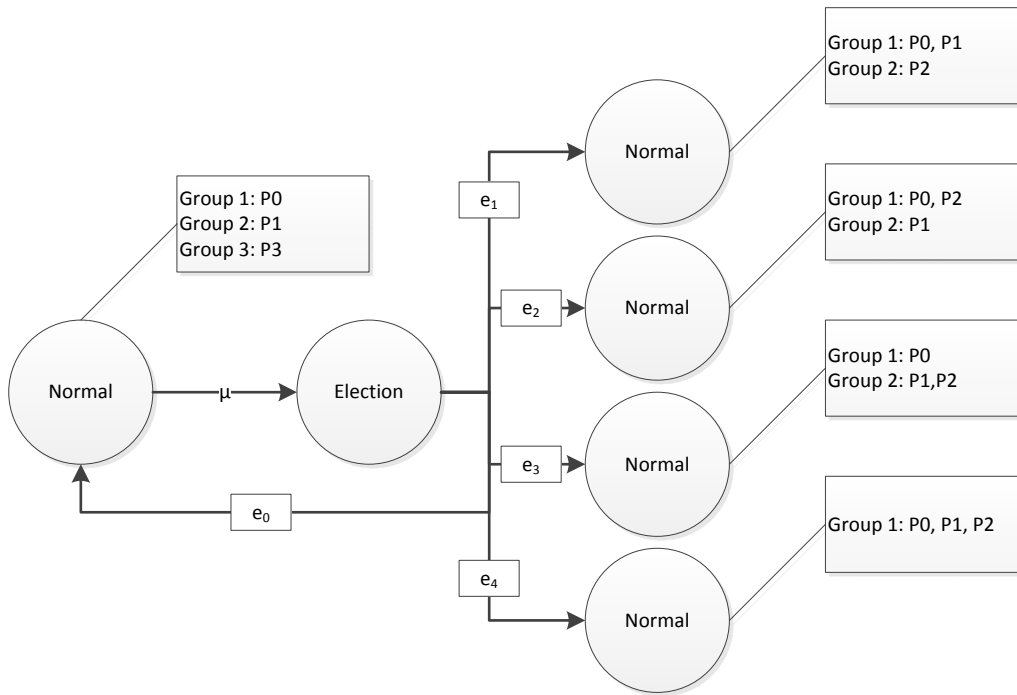 Group 1: P0, P1
Group 2: P2
Normal
e₁
Group 1: P0
Group 2: P1
Group 3: P3
Group 1: P0, P2
Group 2: P1
Normal
e₂
Normal
μ
Election
Group 1: P0
Group 2: P1,P2
Normal
e₃
e₀
Group 1: P0, P1, P2
e₄
Normal